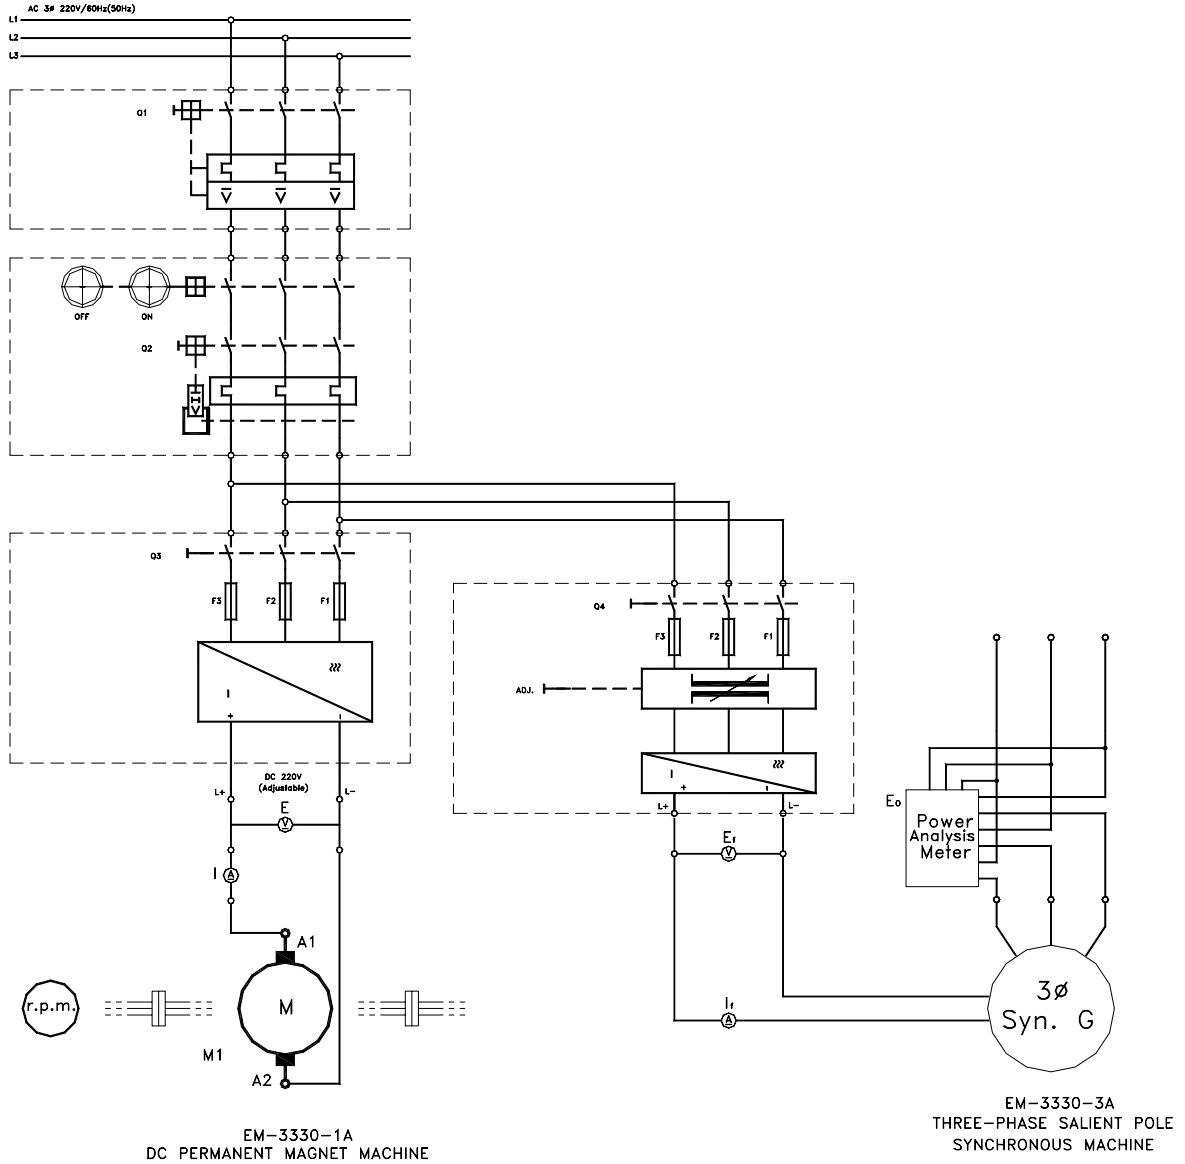 AC 3ø 220V/60Hz(50Hz)
L1
L2
L3
Q1
OFF
ON
Q2
Q3
F3
F2
F1
Q4
F3
F2
F1
ADJ.
+
-
DC 220V
(Adjustable)
L+
L-
E
V
I
A
L+
L-
Ef
V
E0
Power
Analysis
Meter
A1
r.p.m.
M
M1
A2
If
A
3ø
Syn. G
EM-3330-1A
DC PERMANENT MAGNET MACHINE
EM-3330-3A
THREE-PHASE SALIENT POLE
SYNCHRONOUS MACHINE